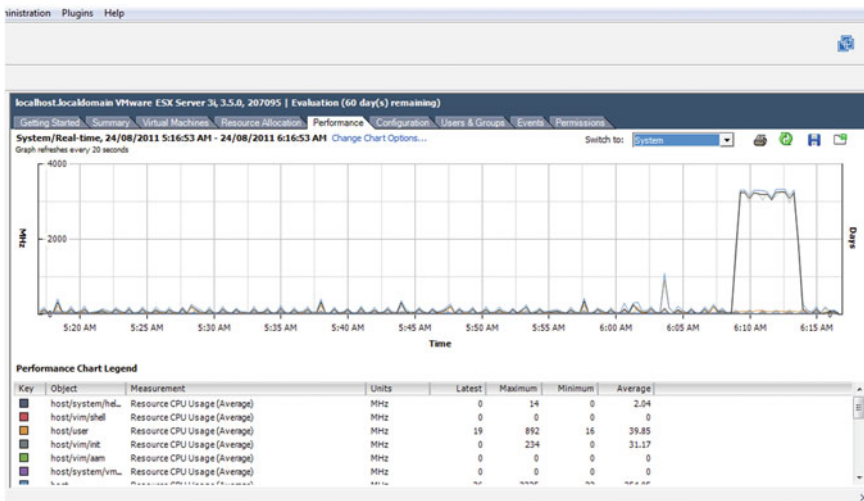 ninistration Plugins Help
localhost.localdomain VMware ESX Server 3i, 3.5.0, 207095 | Evaluation (60 day(s) remaining)
Getting Started Summary Virtual Machines Resource Allocation Performance Configuration Users & Groups Events Permissions
System/Real-time, 24/08/2011 5:16:53 AM - 24/08/2011 6:16:53 AM Change Chart Options... Switch to: System
Graph refreshes every 20 seconds
4000
2000
0
MHz
Days
5:20 AM 5:25 AM 5:30 AM 5:35 AM 5:40 AM 5:45 AM 5:50 AM 5:55 AM 6:00 AM 6:05 AM 6:10 AM 6:15 AM
Time
Performance Chart Legend
Key Object Measurement Units Latest Maximum Minimum Average
host/system/hel... Resource CPU Usage (Average) MHz 0 14 0 2.04
host/vim/shell Resource CPU Usage (Average) MHz 0 0 0 0
host/user Resource CPU Usage (Average) MHz 19 892 16 39.85
host/vim/init Resource CPU Usage (Average) MHz 0 234 0 31.17
host/vim/aam Resource CPU Usage (Average) MHz 0 0 0 0
host/system/vm... Resource CPU Usage (Average) MHz 0 0 0 0